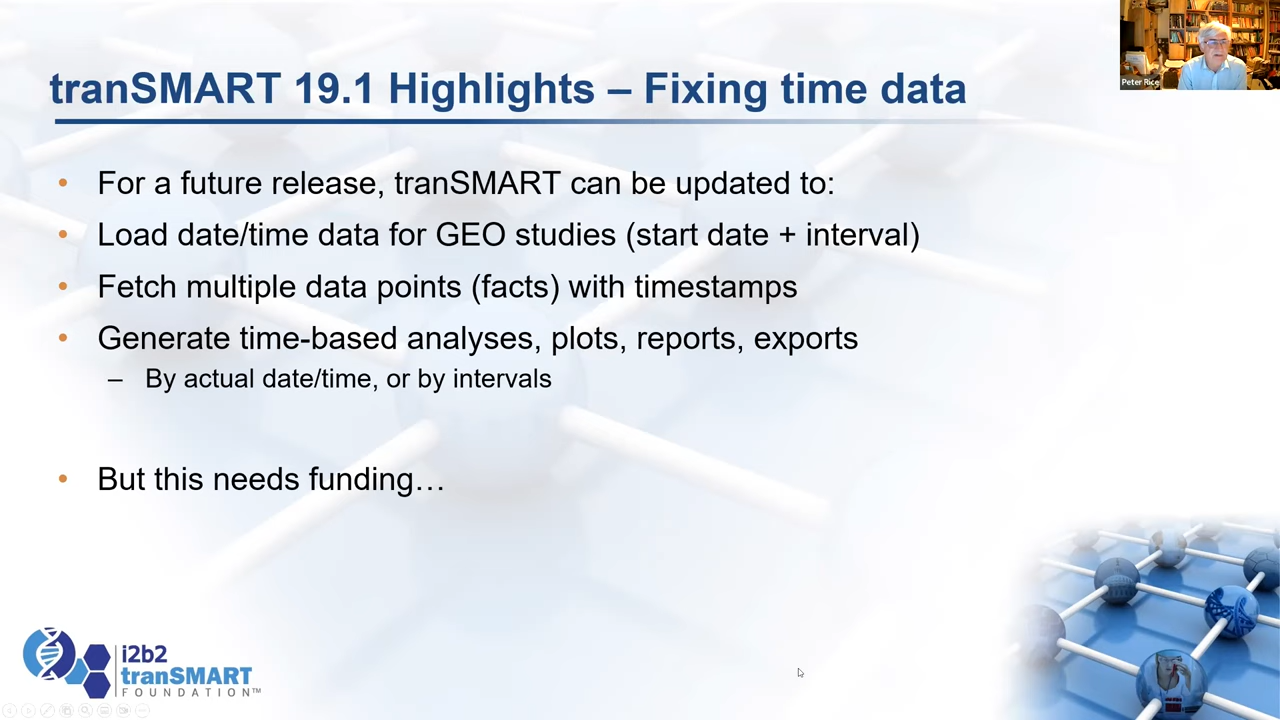 tranSMART 19.1 Highlights – Fixing time data
Peter Rice
• For a future release, tranSMART can be updated to:
• Load date/time data for GEO studies (start date + interval)
• Fetch multiple data points (facts) with timestamps
• Generate time-based analyses, plots, reports, exports
– By actual date/time, or by intervals
• But this needs funding…
i2b2
tranSMART
FOUNDATION™